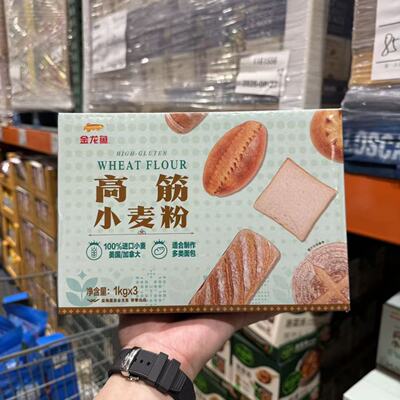 金龙鱼
HIGH-GLUTEN
WHEAT FLOUR
高筋
小麦粉
100%进口小麦
美国/加拿大
适合制作
多类面包
净含量：1kg×3
85